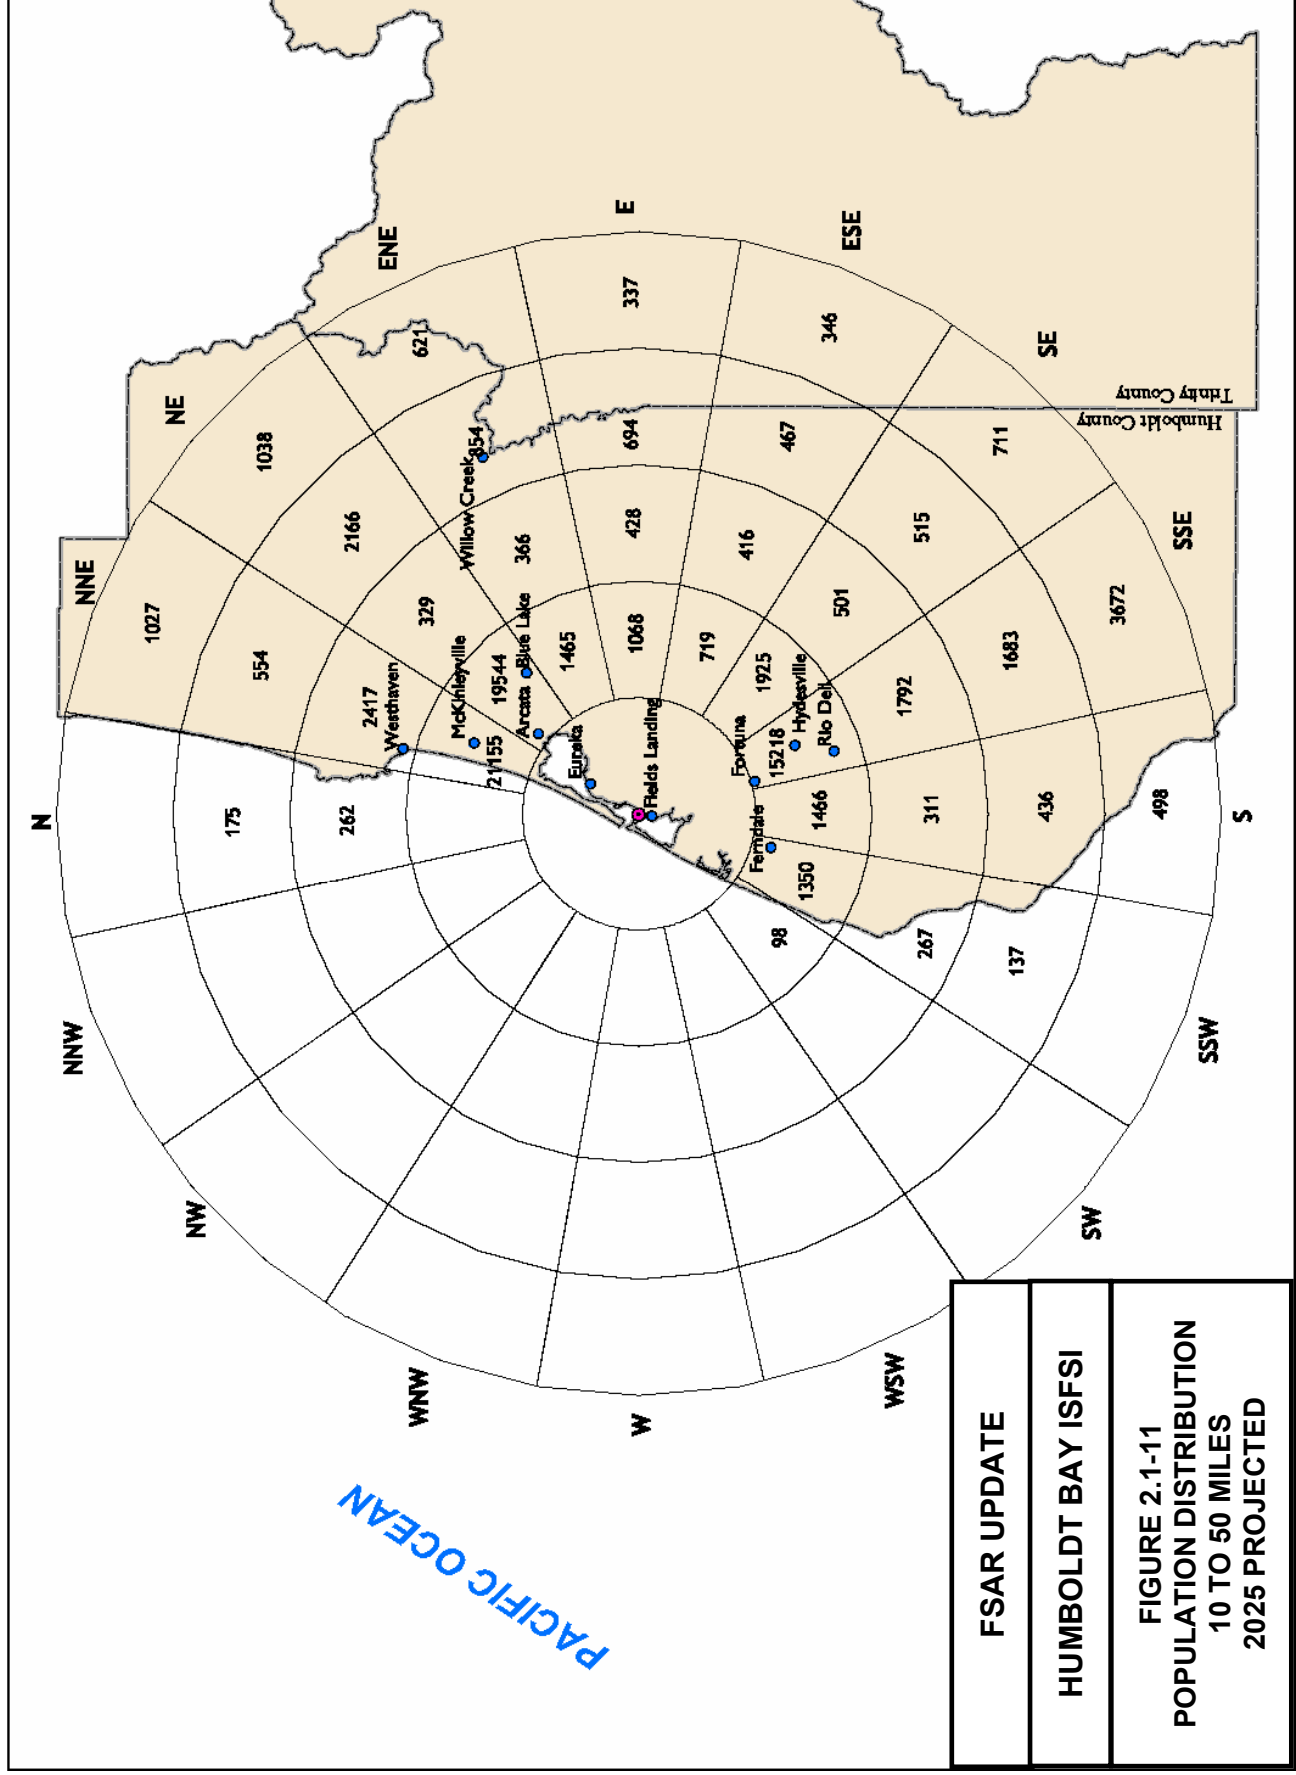 N
NNE
NE
ENE
E
ESE
SE
SSE
S
SSW
SW
WSW
W
WNW
NW
NNW
1027
1038
621
337
346
711
3672
498
175
554
2166
854
694
467
515
1683
436
137
262
2417
329
366
428
416
501
1792
311
267
21155
19544
1465
1068
719
1925
15218
1466
1350
98
Westhaven
McKinleyville
Willow Creek
Blue Lake
Arcata
Eureka
Fields Landing
Fortuna
Hydesville
Rio Dell
Ferndale
Trinity County
Humboldt County
PACIFIC OCEAN
FSAR UPDATE
HUMBOLDT BAY ISFSI
FIGURE 2.1-11
POPULATION DISTRIBUTION
10 TO 50 MILES
2025 PROJECTED